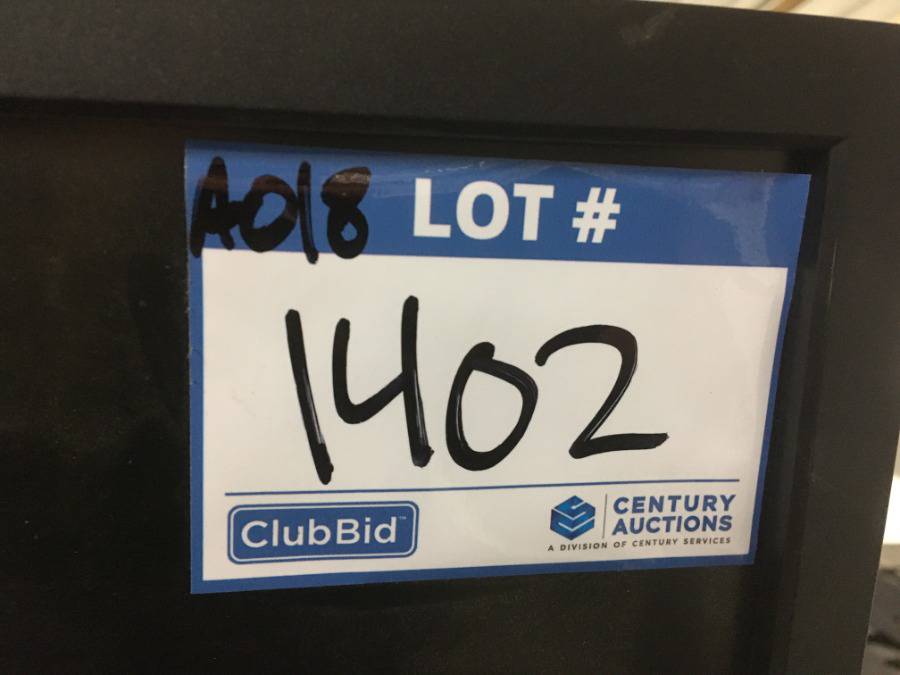 A018 LOT #
1402
ClubBid™
CENTURY
AUCTIONS
A DIVISION OF CENTURY SERVICES